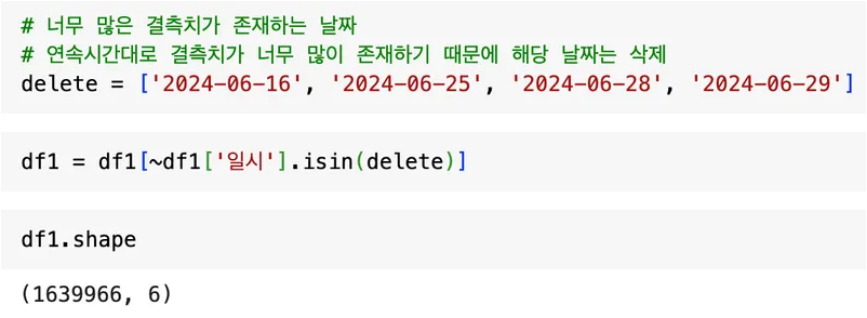 # 너무 많은 결측치가 존재하는 날짜
# 연속시간대로 결측치가 너무 많이 존재하기 때문에 해당 날짜는 삭제
delete = ['2024-06-16', '2024-06-25', '2024-06-28', '2024-06-29']
df1 = df1[~df1['일시'].isin(delete)]
df1.shape
(1639966, 6)